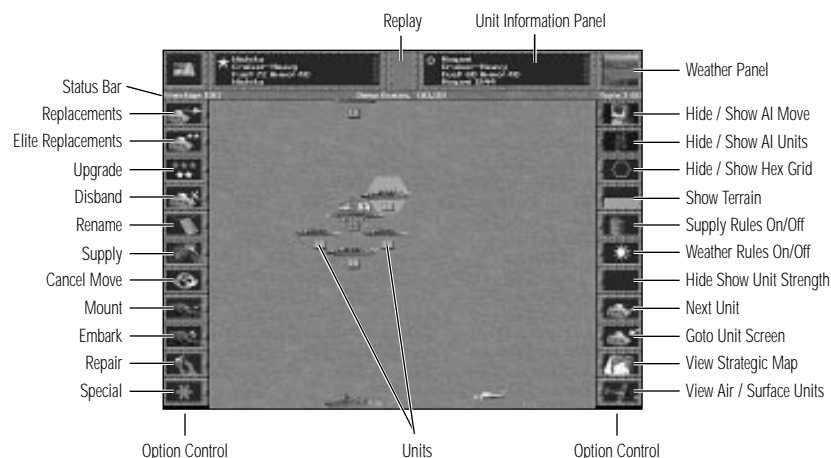 Replay
Unit Information Panel
Weather Panel
Status Bar
Replacements
Elite Replacements
Upgrade
Disband
Rename
Supply
Cancel Move
Mount
Embark
Repair
Special
Hide / Show AI Move
Hide / Show AI Units
Hide / Show Hex Grid
Show Terrain
Supply Rules On/Off
Weather Rules On/Off
Hide Show Unit Strength
Next Unit
Goto Unit Screen
View Strategic Map
View Air / Surface Units
Option Control
Units
Option Control